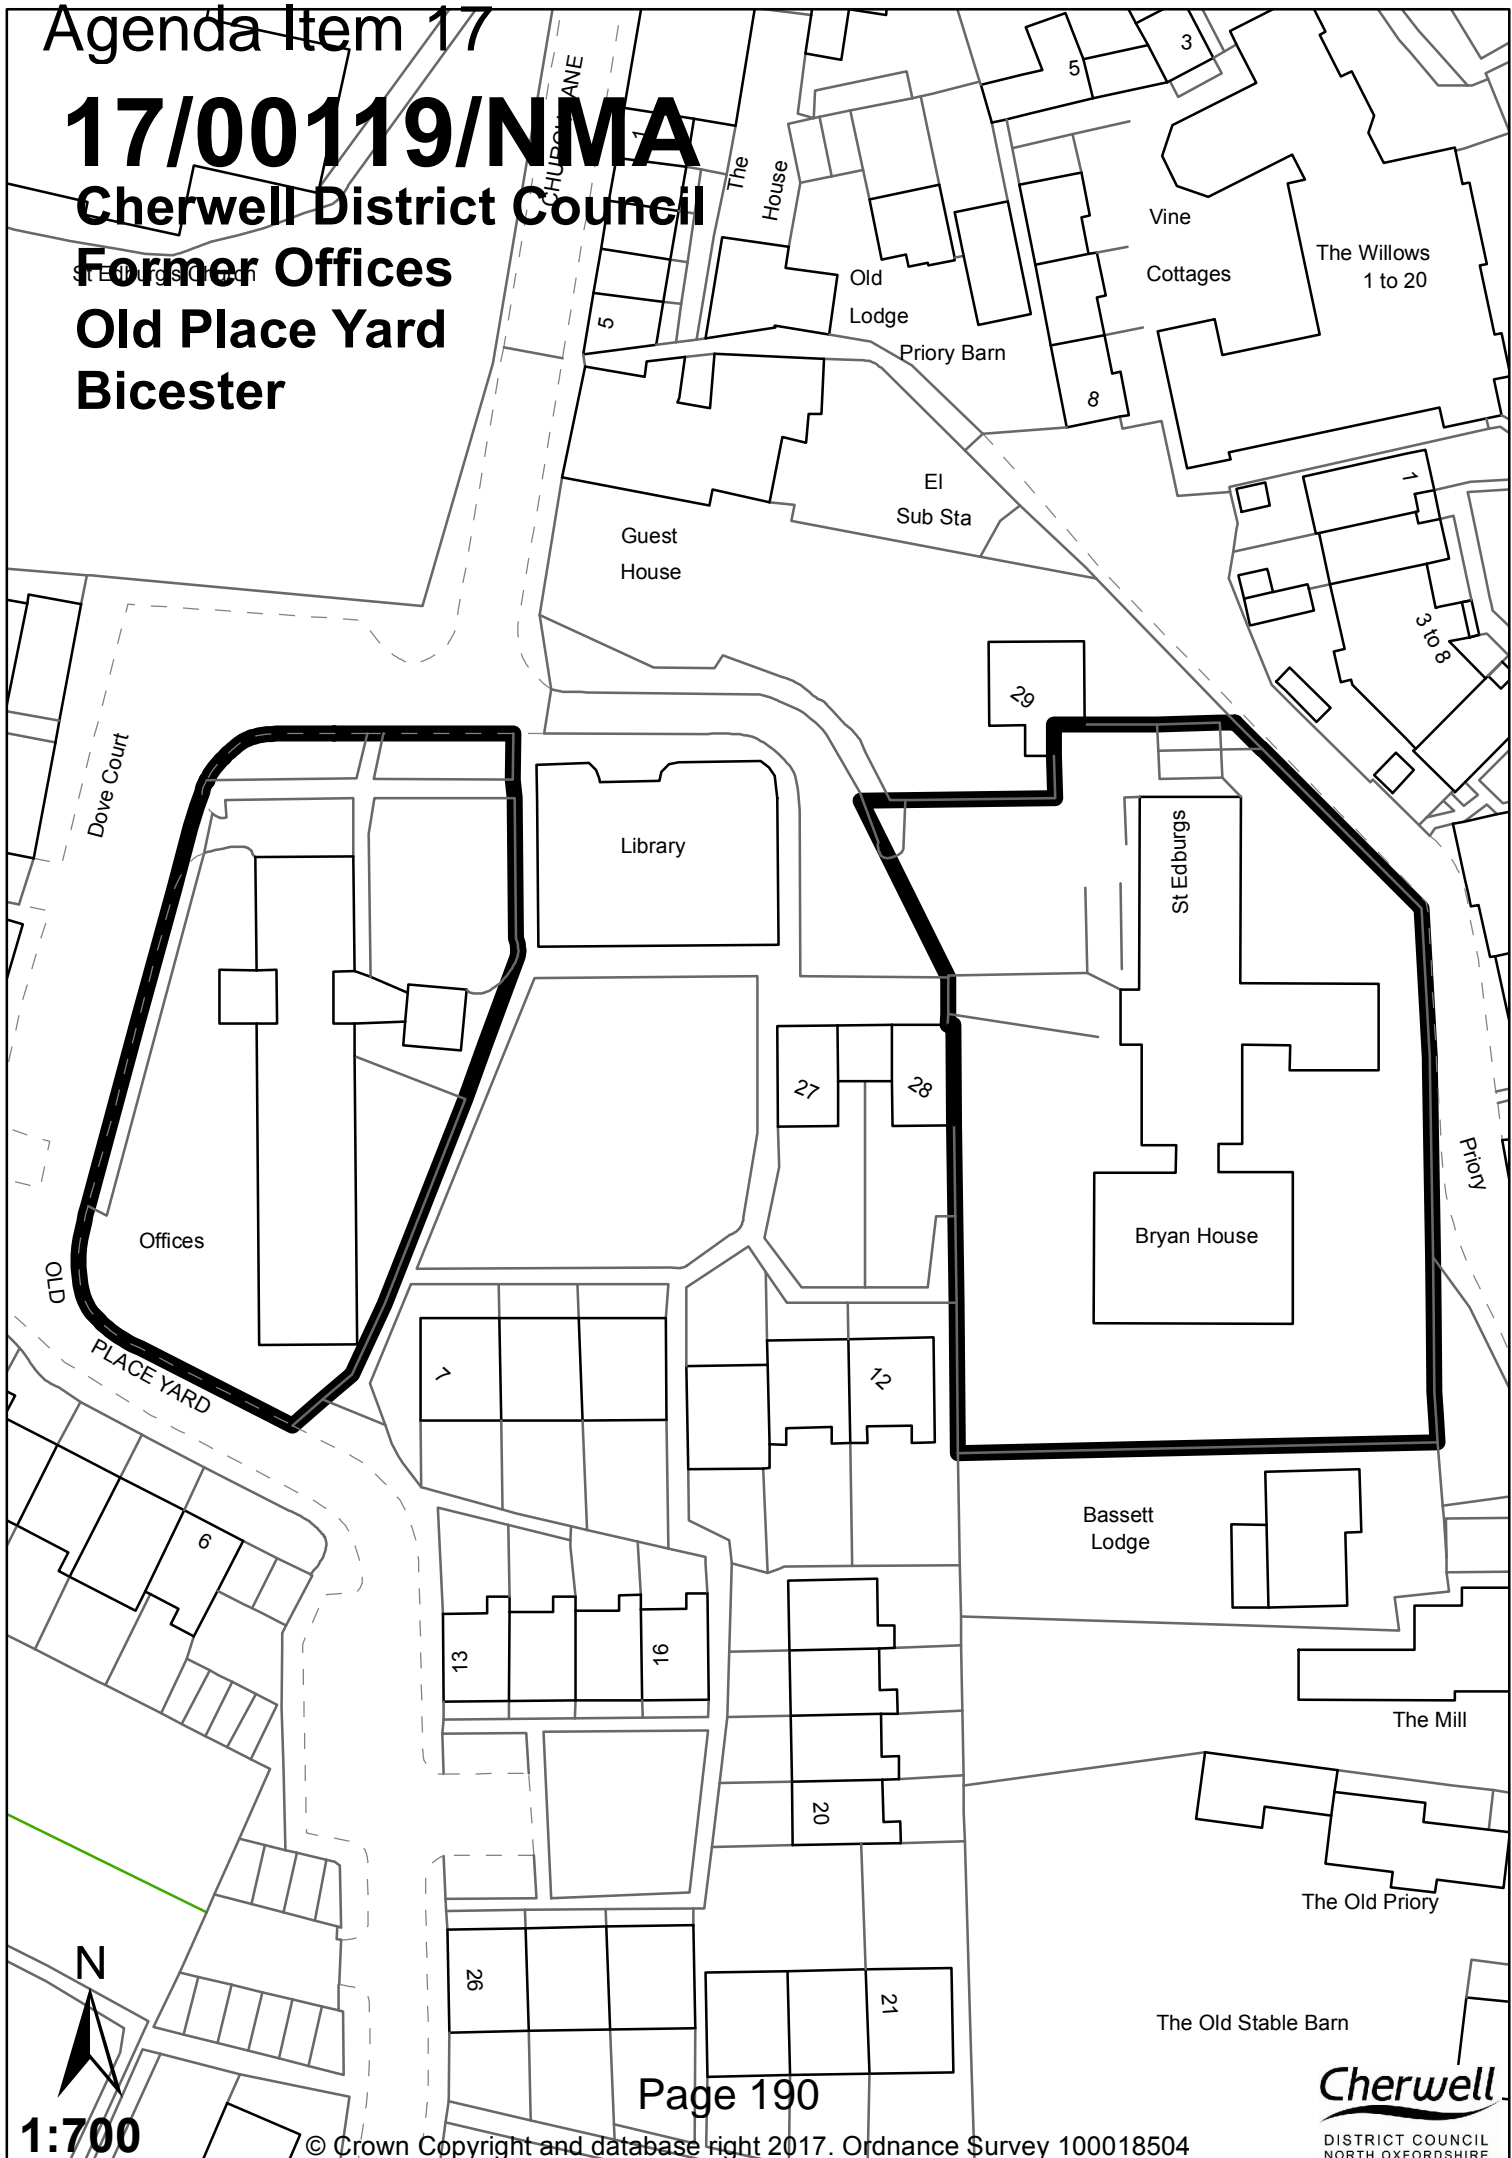 Agenda Item 17
17/00119/NMA
Cherwell District Council
Former Offices
Old Place Yard
Bicester
CHURCH LANE
St Edburg's Church
1
5
The
House
Old
Lodge
Priory Barn
5
3
Vine
Cottages
The Willows
1 to 20
8
El
Sub Sta
Guest
House
1
3 to 8
29
Dove Court
Library
St Edburgs
27
28
Priory
Offices
Bryan House
OLD
PLACE YARD
7
12
6
Bassett
Lodge
13
16
The Mill
20
The Old Priory
N
26
21
The Old Stable Barn
Page 190
1:700
© Crown Copyright and database right 2017. Ordnance Survey 100018504
Cherwell
DISTRICT COUNCIL
NORTH OXFORDSHIRE